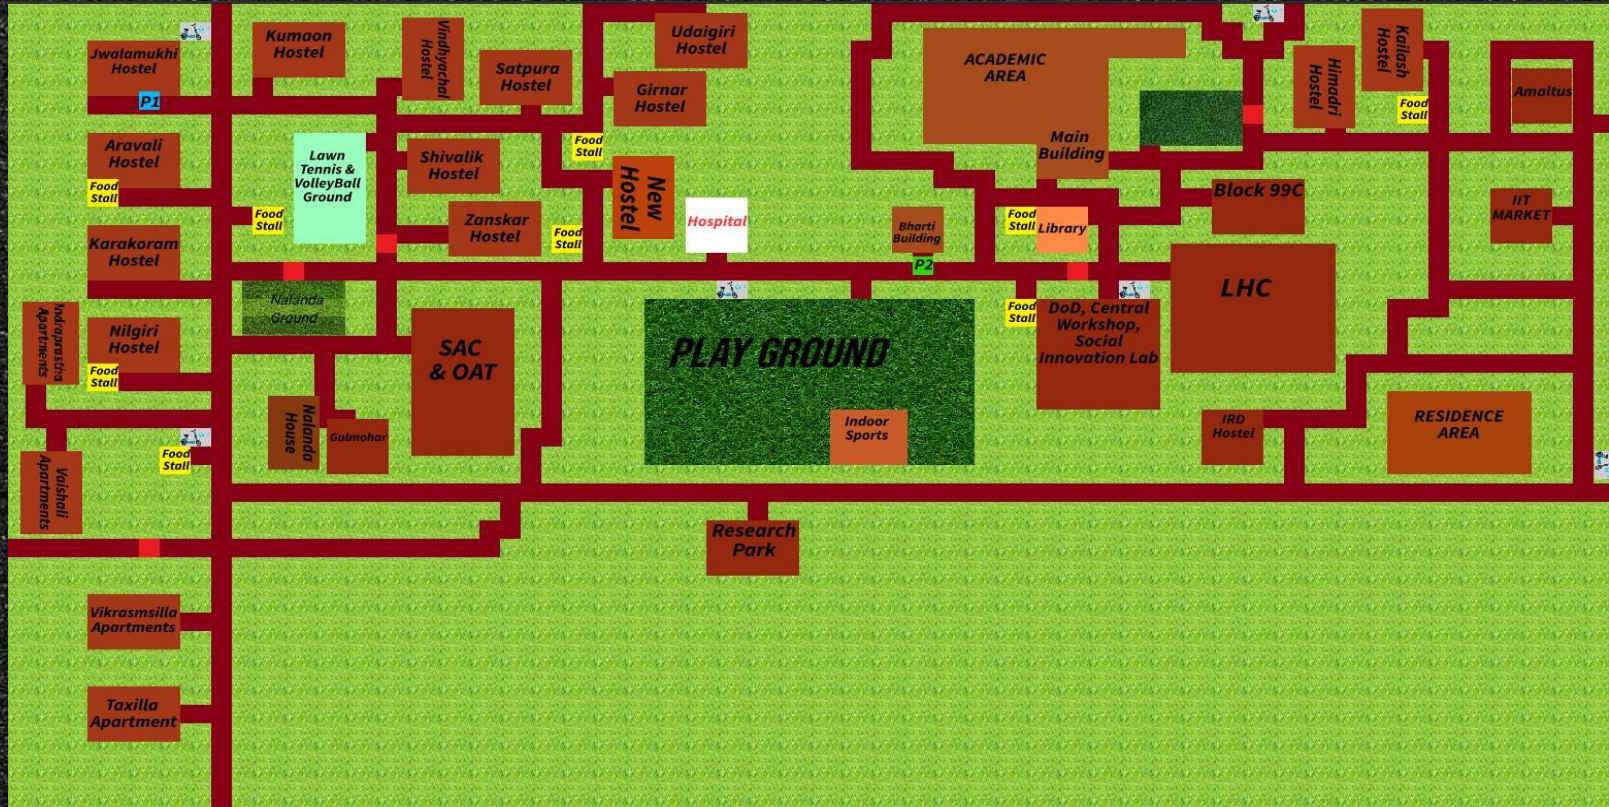 Jwalamukhi
Hostel
P1
Kumaon
Hostel
Vindhyachal
Hostel
Satpura
Hostel
Udaigiri
Hostel
Girnar
Hostel
ACADEMIC
AREA
Main
Building
Himadri
Hostel
Kailash
Hostel
Food
Stall
Amaltus
Aravali
Hostel
Food
Stall
Lawn
Tennis &
VolleyBall
Ground
Food
Stall
Shivalik
Hostel
Zanskar
Hostel
Food
Stall
Food
Stall
New
Hostel
Hospital
Bharti
Building
P2
Food
Stall
Library
Block 99C
IIT
MARKET
Karakoram
Hostel
Nalanda
Ground
LHC
Indraprastha
Apartments
Nilgiri
Hostel
Food
Stall
SAC
& OAT
PLAY GROUND
Food
Stall
DoD, Central
Workshop,
Social
Innovation Lab
Nalanda
House
Gulmohar
Indoor
Sports
IRD
Hostel
RESIDENCE
AREA
Food
Stall
Vaishali
Apartments
Research
Park
Vikrasmsilla
Apartments
Taxilla
Apartment